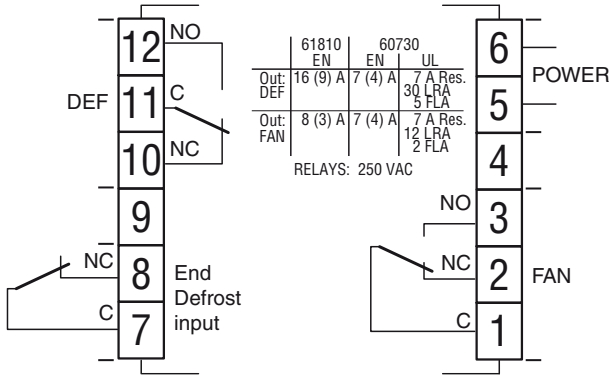 12 NO
DEF 11 C
10 NC
9
NC 8 End
Defrost
C 7 input
61810 60730
EN EN UL
Out: DEF 16 (9) A 7 (4) A 7 A Res.
30 LRA
5 FLA
Out: FAN 8 (3) A 7 (4) A 7 A Res.
12 LRA
2 FLA
RELAYS: 250 VAC
6
POWER
5
4
NO 3
NC 2 FAN
C 1